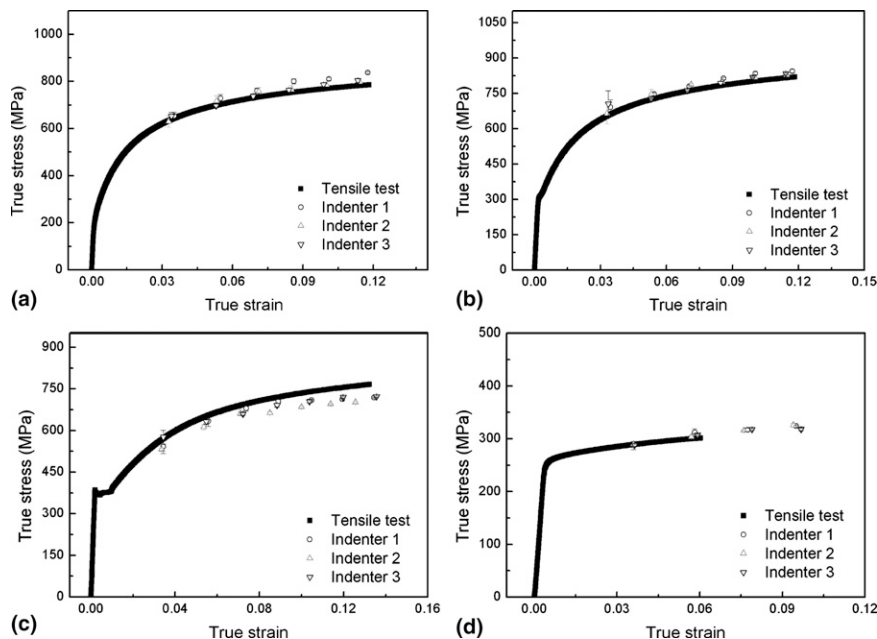 1000
800
600
400
200
0
True stress (MPa)
Tensile test
Indenter 1
Indenter 2
Indenter 3
0.00 0.03 0.06 0.09 0.12
True strain
(a)
1050
900
750
600
450
300
150
0
True stress (MPa)
Tensile test
Indenter 1
Indenter 2
Indenter 3
0.00 0.03 0.06 0.09 0.12 0.15
True strain
(b)
900
750
600
450
300
150
0
True stress (MPa)
Tensile test
Indenter 1
Indenter 2
Indenter 3
0.00 0.04 0.08 0.12 0.16
True strain
(c)
500
400
300
200
100
0
True stress (MPa)
Tensile test
Indenter 1
Indenter 2
Indenter 3
0.00 0.03 0.06 0.09 0.12
True strain
(d)